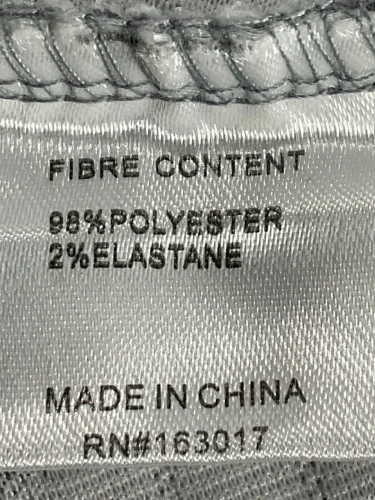 FIBRE CONTENT
98%POLYESTER
2%ELASTANE
MADE IN CHINA
RN#163017